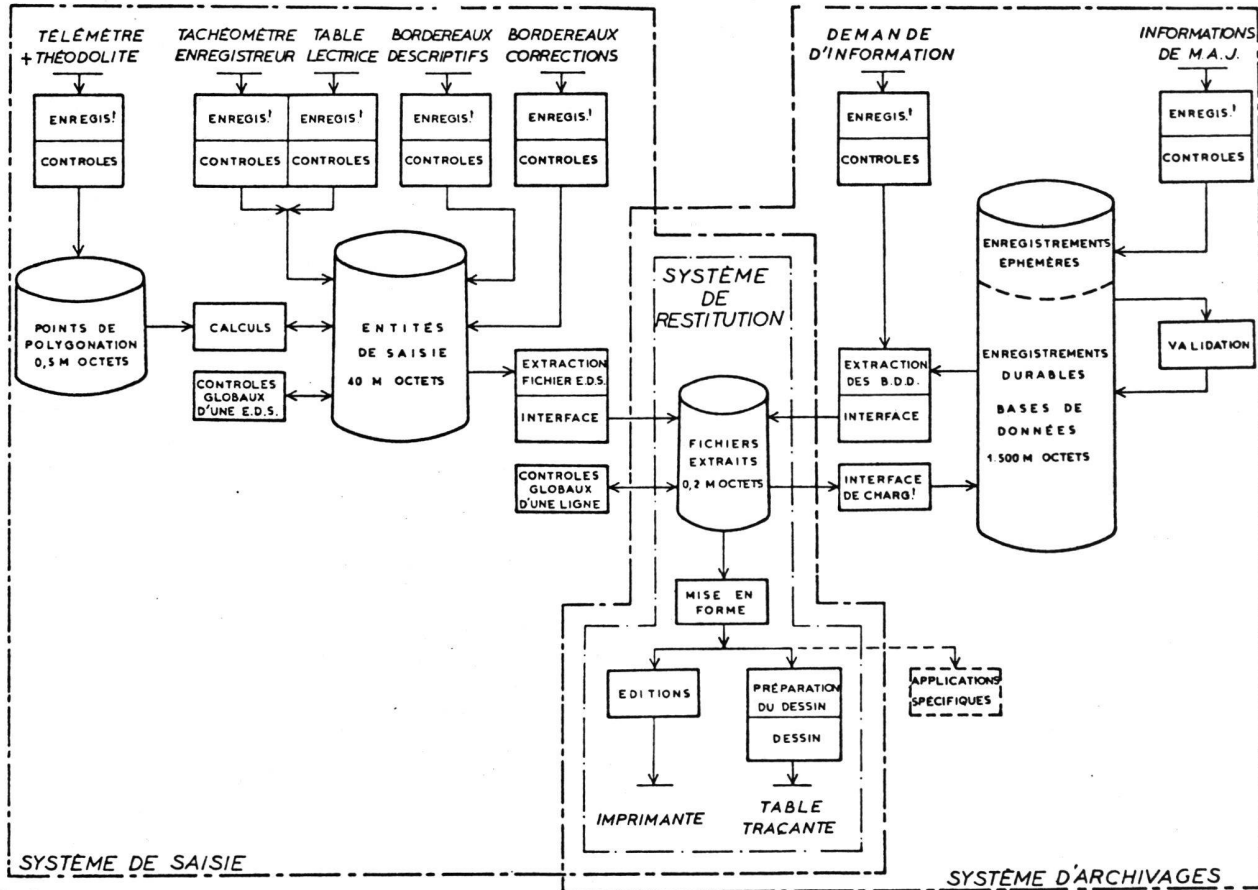 TÉLÉMÈTRE
+ THÉODOLITE
TACHÉOMÈTRE
ENREGISTREUR
TABLE
LECTRICE
BORDEREAUX
DESCRIPTIFS
BORDEREAUX
CORRECTIONS
DEMANDE
D'INFORMATION
INFORMATIONS
DE M.A.J.
ENREGIS.t
CONTROLES
ENREGIS.t
CONTROLES
ENREGIS.t
CONTROLES
ENREGIS.t
CONTROLES
ENREGIS.t
CONTROLES
ENREGIS.t
CONTROLES
ENREGIS.t
CONTROLES
POINTS DE
POLYGONATION
0,5 M OCTETS
CALCULS
CONTROLES
GLOBAUX
D'UNE E.D.S.
ENTITÉS
DE SAISIE
40 M OCTETS
EXTRACTION
FICHIER E.D.S.
INTERFACE
CONTROLES
GLOBAUX
D'UNE LIGNE
SYSTÈME
DE
RESTITUTION
FICHIERS
EXTRAITS
0,2 M OCTETS
EXTRACTION
DES B.D.D.
INTERFACE
INTERFACE
DE CHARG.t
ENREGISTREMENTS
ÉPHÉMÈRES
ENREGISTREMENTS
DURABLES
BASES DE
DONNÉES
1.500 M OCTETS
VALIDATION
MISE EN
FORME
EDITIONS
PRÉPARATION
DU DESSIN
DESSIN
APPLICATIONS
SPÉCIFIQUES
IMPRIMANTE
TABLE
TRAÇANTE
SYSTÈME DE SAISIE
SYSTÈME D'ARCHIVAGES